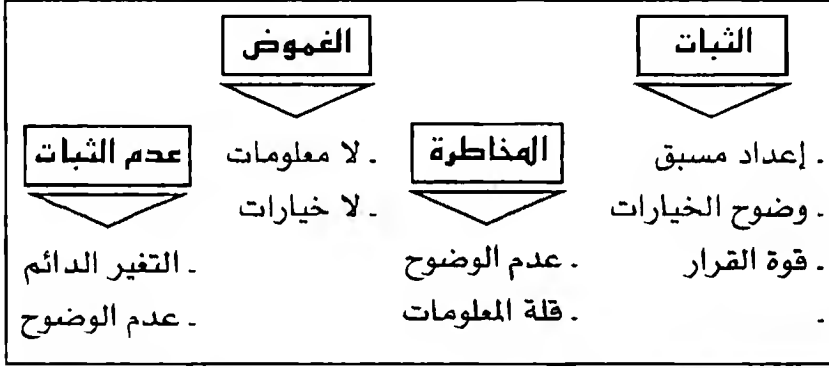 الثبات
. إعداد مسبق
. وضوح الخيارات
. قوة القرار
.
المخاطرة
. عدم الوضوح
. قلة المعلومات
الغموض
. لا معلومات
. لا خيارات
عدم الثبات
. التغير الدائم
. عدم الوضوح